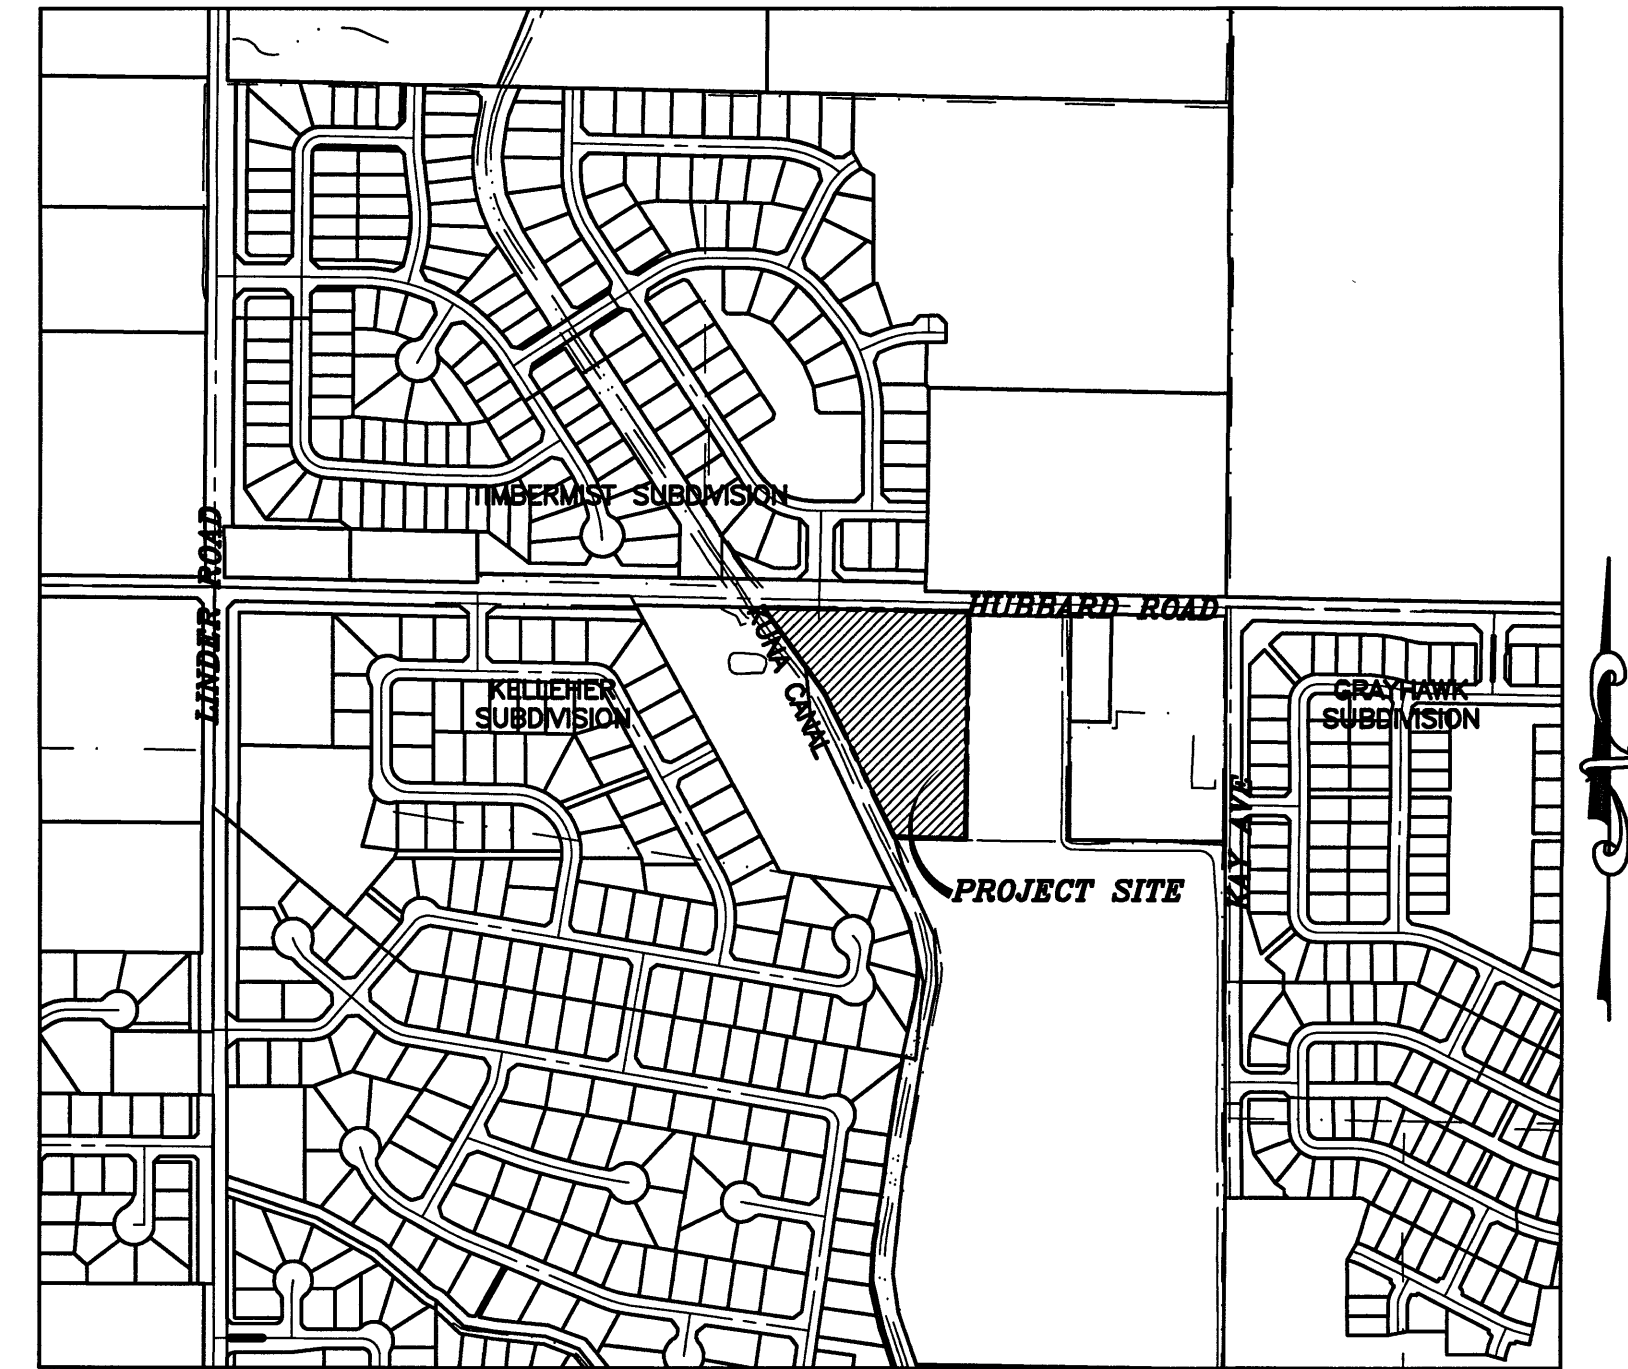 TIMBERMIST SUBDIVISION
LINDER ROAD
HUBBARD ROAD
KUNA CANAL
KELLEHER
SUBDIVISION
GRAYHAWK
SUBDIVISION
KAY AVE
PROJECT SITE